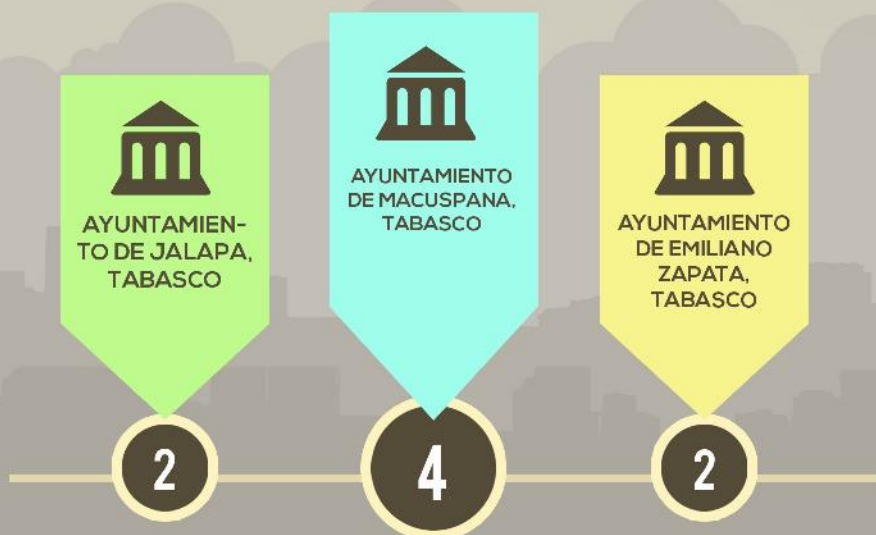 AYUNTAMIEN-
TO DE JALAPA,
TABASCO
2
AYUNTAMIENTO
DE MACUSPANA,
TABASCO
4
AYUNTAMIENTO
DE EMILIANO
ZAPATA,
TABASCO
2